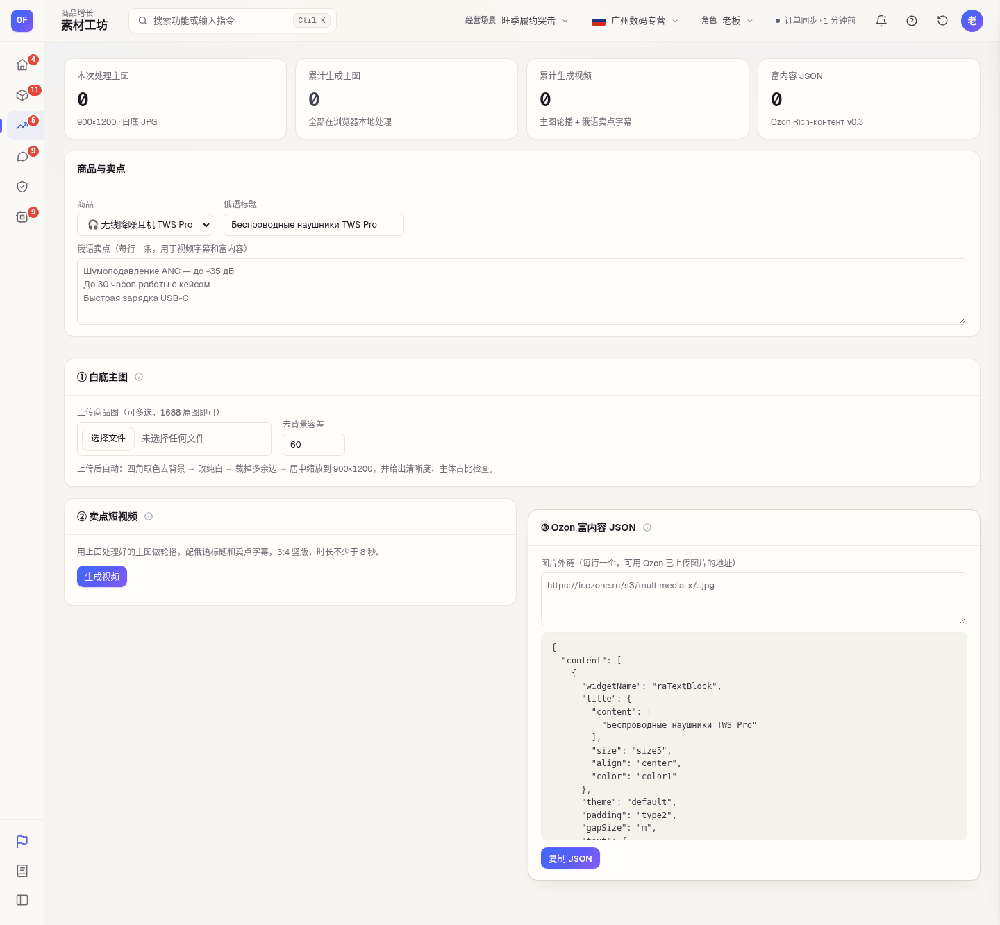 OF
商品增长
素材工坊
搜索功能或输入指令
Ctrl K
经营场景 旺季履约突击
广州数码专营
角色 老板
订单同步 · 1 分钟前
老
4
11
5
9
9
本次处理主图
0
900×1200 · 白底 JPG
累计生成主图
0
全部在浏览器本地处理
累计生成视频
0
主图轮播 + 俄语卖点字幕
富内容 JSON
0
Ozon Rich-контент v0.3
商品与卖点
商品
俄语标题
🎧 无线降噪耳机 TWS Pro
Беспроводные наушники TWS Pro
俄语卖点（每行一条，用于视频字幕和富内容）
Шумоподавление ANC — до -35 дБ
До 30 часов работы с кейсом
Быстрая зарядка USB-C
① 白底主图
上传商品图（可多选，1688 原图即可）
选择文件 未选择任何文件
去背景容差
60
上传后自动：四角取色去背景 → 改纯白 → 裁掉多余边 → 居中缩放到 900×1200，并给出清晰度、主体占比检查。
② 卖点短视频
用上面处理好的主图做轮播，配俄语标题和卖点字幕，3:4 竖版，时长不少于 8 秒。
生成视频
③ Ozon 富内容 JSON
图片外链（每行一个，可用 Ozon 已上传图片的地址）
https://ir.ozone.ru/s3/multimedia-x/…jpg
{
"content": [
{
"widgetName": "raTextBlock",
"title": {
"content": [
"Беспроводные наушники TWS Pro"
],
"size": "size5",
"align": "center",
"color": "color1"
},
"theme": "default",
"padding": "type2",
"gapSize": "m",
"text": {
复制 JSON